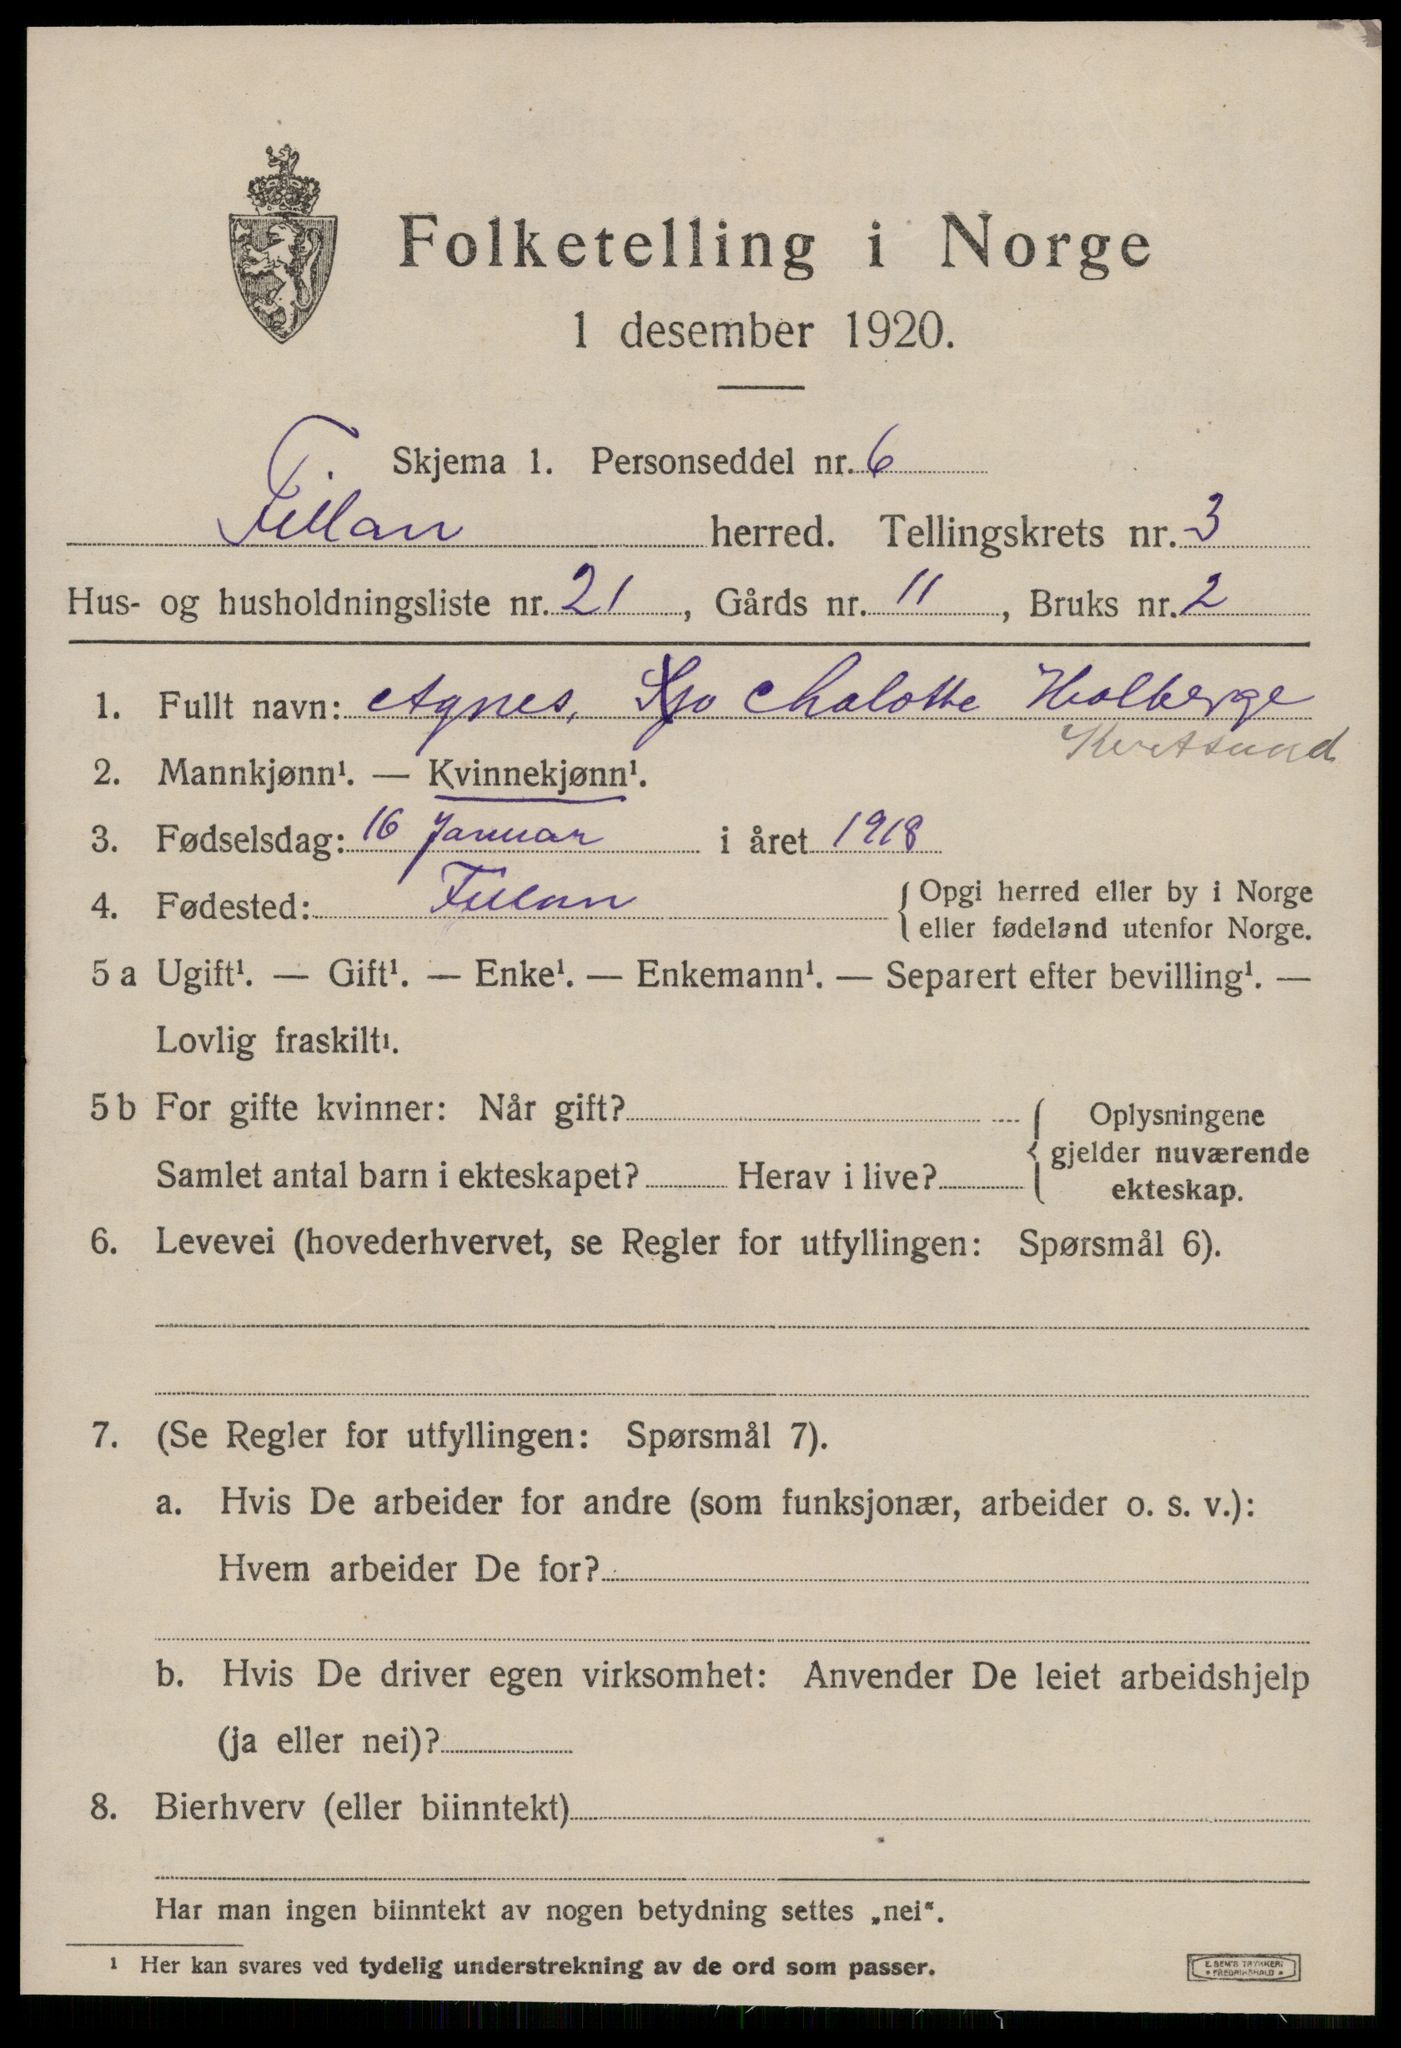 Folketelling i Norge
1 desember 1920.
Skjema 1. Personseddel nr. 6
Fillan herred. Tellingskrets nr. 3
Hus- og husholdningsliste nr. 21, Gårds nr. 11, Bruks nr. 2
1. Fullt navn: Agnes, Chalotte Holberge
2. Mannkjønn¹. — Kvinnekjønn¹.
3. Fødselsdag: 16 Januar i året 1918
4. Fødested: Fillan { Opgi herred eller by i Norge
eller fødeland utenfor Norge.
5 a Ugift¹. — Gift¹. — Enke¹. — Enkemann¹. — Separert efter bevilling¹. —
Lovlig fraskilt¹.
5 b For gifte kvinner: Når gift? { Oplysningene
gjelder nuværende
Samlet antal barn i ekteskapet? Herav i live? ekteskap.
6. Levevei (hovederhvervet, se Regler for utfyllingen: Spørsmål 6).
7. (Se Regler for utfyllingen: Spørsmål 7).
a. Hvis De arbeider for andre (som funksjonær, arbeider o. s. v.):
Hvem arbeider De for?
b. Hvis De driver egen virksomhet: Anvender De leiet arbeidshjelp
(ja eller nei)?
8. Bierhverv (eller biinntekt)
Har man ingen biinntekt av nogen betydning settes „nei“.
¹ Her kan svares ved tydelig understrekning av de ord som passer.
E. SEM'S TRYKKERI
* FREDRIKSHALD *